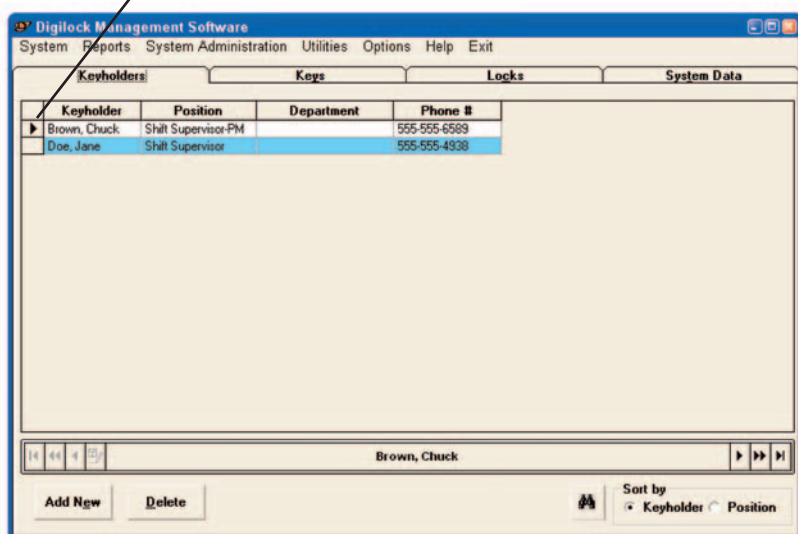 Digilock Management Software
System Reports System Administration Utilities Options Help Exit
Keyholders Keys Locks System Data
Keyholder Position Department Phone #
Brown, Chuck Shift Supervisor-PM 555-555-6589
Doe, Jane Shift Supervisor 555-555-4938
Brown, Chuck
Sort by
Add New Delete Keyholder Position